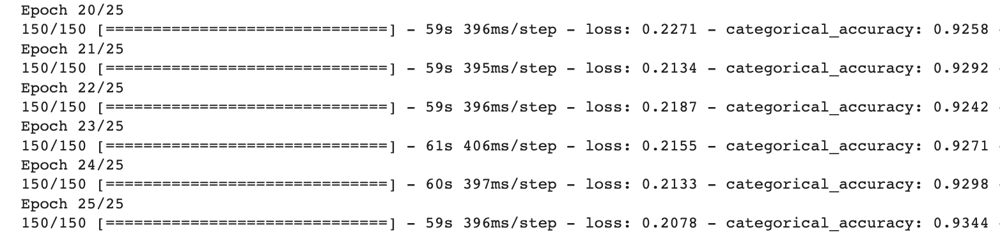 Epoch 20/25
150/150 [==============================] - 59s 396ms/step - loss: 0.2271 - categorical_accuracy: 0.9258 -
Epoch 21/25
150/150 [==============================] - 59s 395ms/step - loss: 0.2134 - categorical_accuracy: 0.9292 -
Epoch 22/25
150/150 [==============================] - 59s 396ms/step - loss: 0.2187 - categorical_accuracy: 0.9242 -
Epoch 23/25
150/150 [==============================] - 61s 406ms/step - loss: 0.2155 - categorical_accuracy: 0.9271 -
Epoch 24/25
150/150 [==============================] - 60s 397ms/step - loss: 0.2133 - categorical_accuracy: 0.9298 -
Epoch 25/25
150/150 [==============================] - 59s 396ms/step - loss: 0.2078 - categorical_accuracy: 0.9344 -